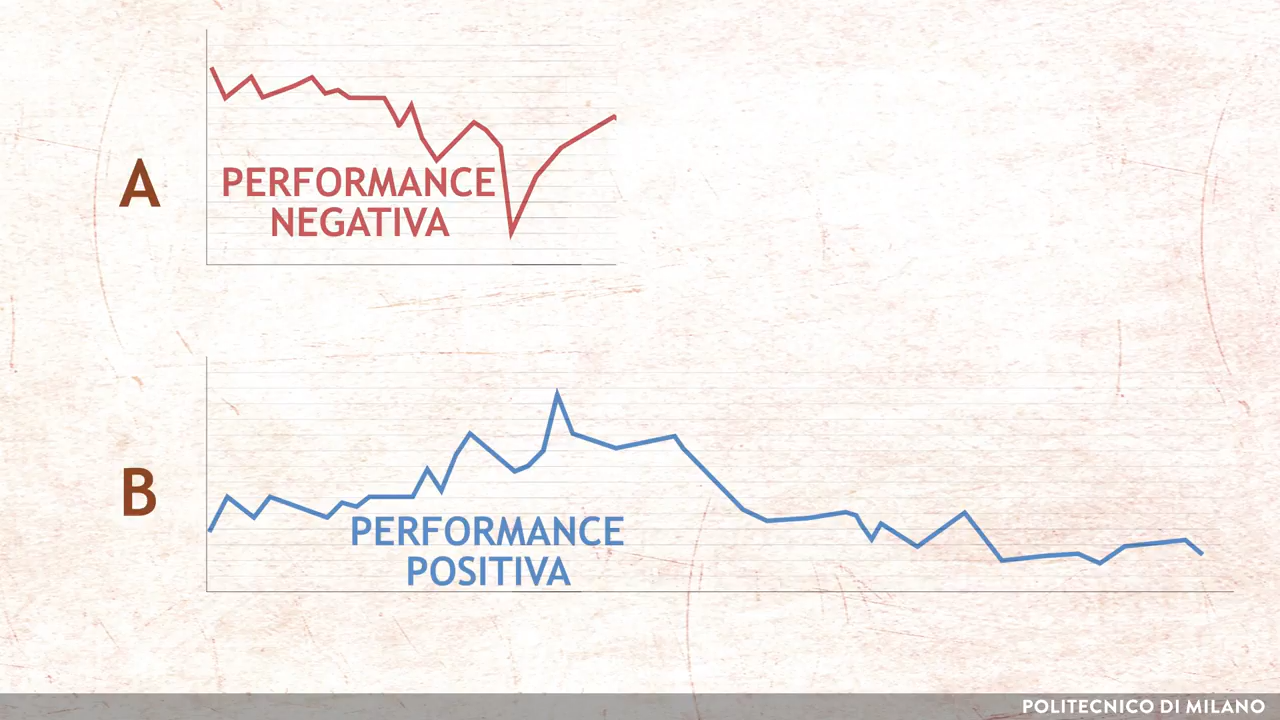 A
PERFORMANCE
NEGATIVA
B
PERFORMANCE
POSITIVA
POLITECNICO DI MILANO